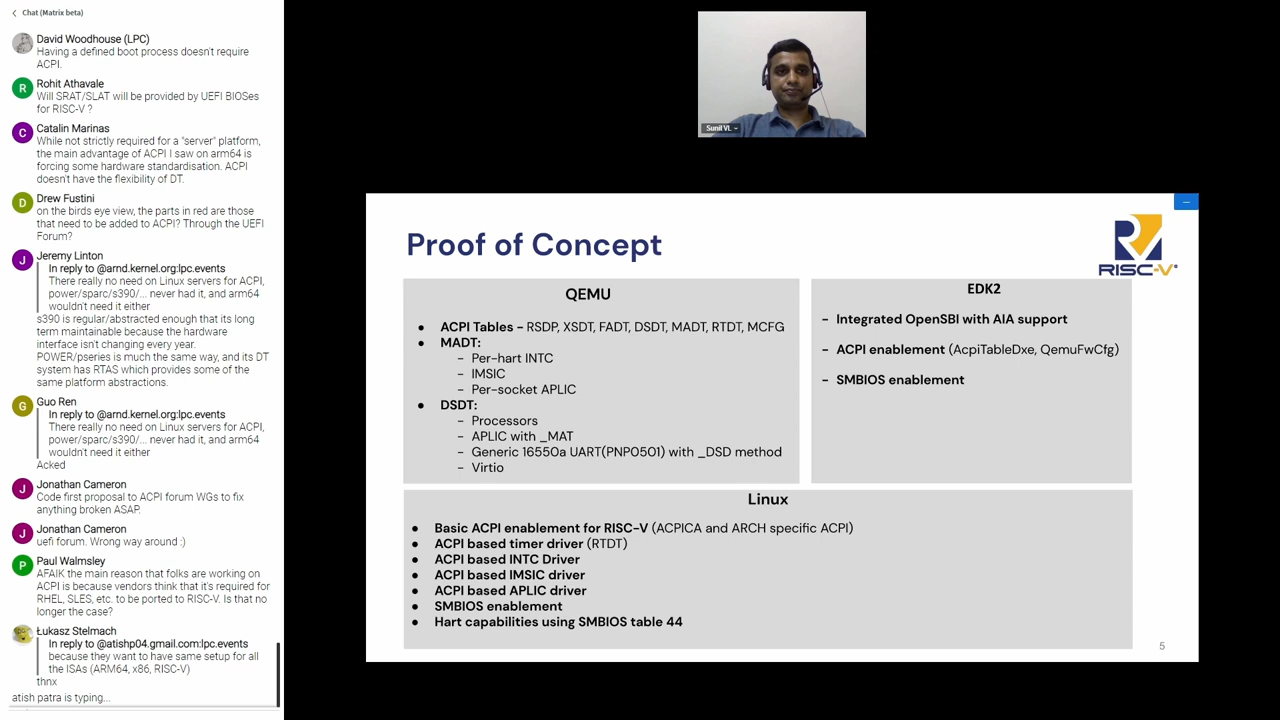 Chat (Matrix beta)
David Woodhouse (LPC)
Having a defined boot process doesn't require
ACPI.
R
Rohit Athavale
Will SRAT/SLAT will be provided by UEFI BIOSes
for RISC-V ?
C
Catalin Marinas
While not strictly required for a "server" platform,
the main advantage of ACPI I saw on arm64 is
forcing some hardware standardisation. ACPI
doesn't have the flexibility of DT.
D
Drew Fustini
on the birds eye view, the parts in red are those
that need to be added to ACPI? Through the UEFI
Forum?
J
Jeremy Linton
In reply to @arnd.kernel.org:lpc.events
There really no need on Linux servers for ACPI,
power/sparc/s390/... never had it, and arm64
wouldn't need it either
s390 is regular/abstracted enough that its long
term maintainable because the hardware
interface isn't changing every year.
POWER/pseries is much the same way, and its DT
system has RTAS which provides some of the
same platform abstractions.
G
Guo Ren
In reply to @arnd.kernel.org:lpc.events
There really no need on Linux servers for ACPI,
power/sparc/s390/... never had it, and arm64
wouldn't need it either
Acked
J
Jonathan Cameron
Code first proposal to ACPI forum WGs to fix
anything broken ASAP.
J
Jonathan Cameron
uefi forum. Wrong way around :)
P
Paul Walmsley
AFAIK the main reason that folks are working on
ACPI is because vendors think that it's required for
RHEL, SLES, etc. to be ported to RISC-V. Is that no
longer the case?
Łukasz Stelmach
In reply to @atishp04.gmail.com:lpc.events
because they want to have same setup for all
the ISAs (ARM64, x86, RISC-V)
thnx
atish patra is typing...
Sunil VL
Proof of Concept
RISC-V®
QEMU
● ACPI Tables - RSDP, XSDT, FADT, DSDT, MADT, RTDT, MCFG
● MADT:
- Per-hart INTC
- IMSIC
- Per-socket APLIC
● DSDT:
- Processors
- APLIC with _MAT
- Generic 16550a UART(PNP0501) with _DSD method
- Virtio
EDK2
- Integrated OpenSBI with AIA support
- ACPI enablement (AcpiTableDxe, QemuFwCfg)
- SMBIOS enablement
Linux
● Basic ACPI enablement for RISC-V (ACPICA and ARCH specific ACPI)
● ACPI based timer driver (RTDT)
● ACPI based INTC Driver
● ACPI based IMSIC driver
● ACPI based APLIC driver
● SMBIOS enablement
● Hart capabilities using SMBIOS table 44
5